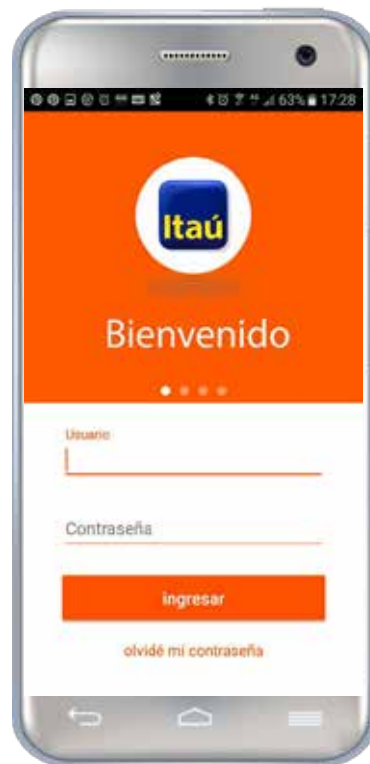 63% 17:28
Itaú
Bienvenido
Usuario
Contraseña
ingresar
olvidé mi contraseña